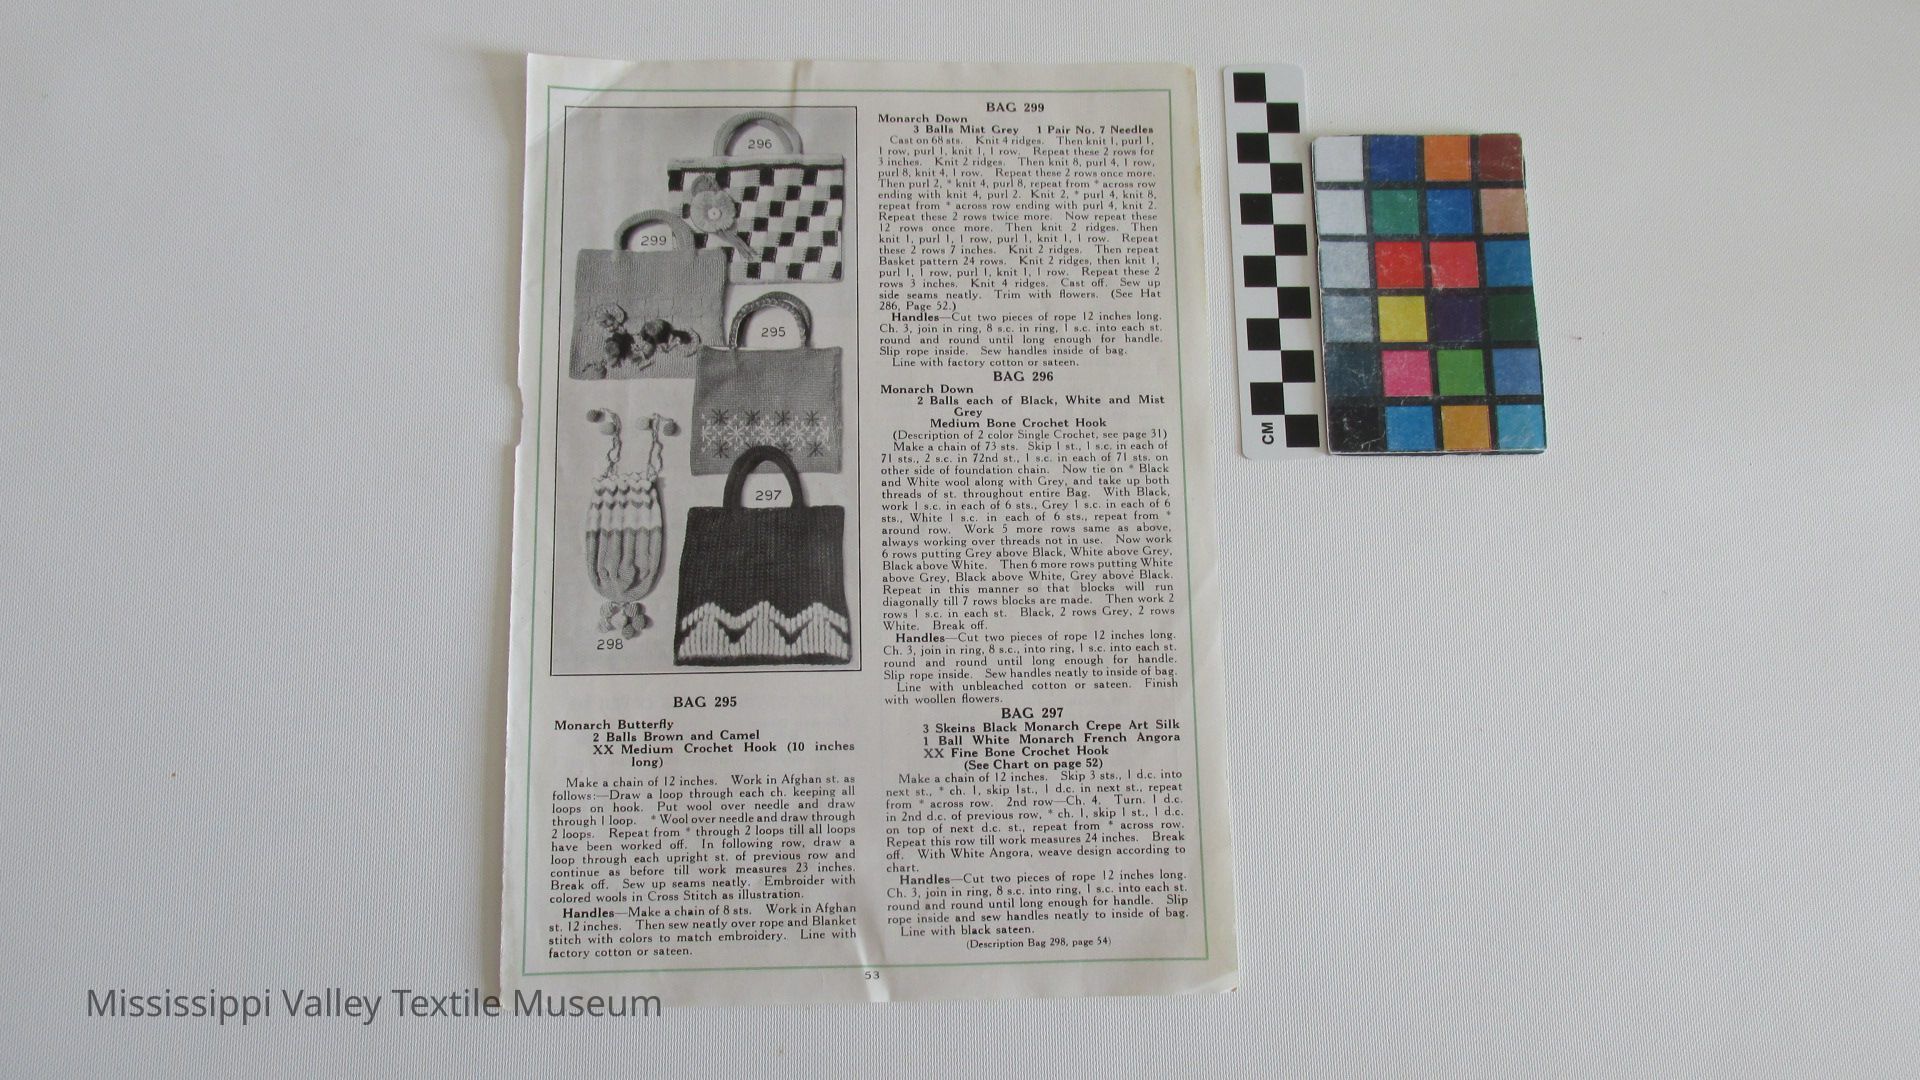 296
299
295
297
298
BAG 295
Monarch Butterfly
2 Balls Brown and Camel
XX Medium Crochet Hook (10 inches
long)
Make a chain of 12 inches. Work in Afghan st. as
follows:—Draw a loop through each ch. keeping all
loops on hook. Put wool over needle and draw
through 1 loop. * Wool over needle and draw through
2 loops. Repeat from * through 2 loops till all loops
have been worked off. In following row, draw a
loop through each upright st. of previous row and
continue as before till work measures 23 inches.
Break off. Sew up seams neatly. Embroider with
colored wools in Cross Stitch as illustration.
Handles—Make a chain of 8 sts. Work in Afghan
st. 12 inches. Then sew neatly over rope and Blanket
stitch with colors to match embroidery. Line with
factory cotton or sateen.
BAG 299
Monarch Down
3 Balls Mist Grey 1 Pair No. 7 Needles
Cast on 68 sts. Knit 4 ridges. Then knit 1, purl 1,
1 row, purl 1, knit 1, 1 row. Repeat these 2 rows for
3 inches. Knit 2 ridges. Then knit 8, purl 4, 1 row,
purl 8, knit 4, 1 row. Repeat these 2 rows once more.
Then purl 2, * knit 4, purl 8, repeat from * across row
ending with knit 4, purl 2. Knit 2, * purl 4, knit 8,
repeat from * across row ending with purl 4, knit 2.
Repeat these 2 rows twice more. Now repeat these
12 rows once more. Then knit 2 ridges. Then
knit 1, purl 1, 1 row, purl 1, knit 1, 1 row. Repeat
these 2 rows 7 inches. Knit 2 ridges. Then repeat
Basket pattern 24 rows. Knit 2 ridges, then knit 1,
purl 1, 1 row, purl 1, knit 1, 1 row. Repeat these 2
rows 3 inches. Knit 4 ridges. Cast off. Sew up
side seams neatly. Trim with flowers. (See Hat
286, Page 52.)
Handles—Cut two pieces of rope 12 inches long.
Ch. 3, join in ring, 8 s.c. in ring, 1 s.c. into each st.
round and round until long enough for handle.
Slip rope inside. Sew handles inside of bag.
Line with factory cotton or sateen.
BAG 296
Monarch Down
2 Balls each of Black, White and Mist
Grey
Medium Bone Crochet Hook
(Description of 2 color Single Crochet, see page 31)
Make a chain of 73 sts. Skip 1 st., 1 s.c. in each of
71 sts., 2 s.c. in 72nd st., 1 s.c. in each of 71 sts. on
other side of foundation chain. Now tie on * Black
and White wool along with Grey, and take up both
threads of st. throughout entire Bag. With Black,
work 1 s.c. in each of 6 sts., Grey 1 s.c. in each of 6
sts., White 1 s.c. in each of 6 sts., repeat from *
around row. Work 5 more rows same as above,
always working over threads not in use. Now work
6 rows putting Grey above Black, White above Grey,
Black above White. Then 6 more rows putting White
above Grey, Black above White, Grey above Black.
Repeat in this manner so that blocks will run
diagonally till 7 rows blocks are made. Then work 2
rows 1 s.c. in each st. Black, 2 rows Grey, 2 rows
White. Break off.
Handles—Cut two pieces of rope 12 inches long.
Ch. 3, join in ring, 8 s.c., into ring, 1 s.c. into each st.
round and round until long enough for handle.
Slip rope inside. Sew handles neatly to inside of bag.
Line with unbleached cotton or sateen. Finish
with woollen flowers.
BAG 297
3 Skeins Black Monarch Crepe Art Silk
1 Ball White Monarch French Angora
XX Fine Bone Crochet Hook
(See Chart on page 52)
Make a chain of 12 inches. Skip 3 sts., 1 d.c. into
next st., * ch. 1, skip 1st., 1 d.c. in next st., repeat
from * across row. 2nd row—Ch. 4. Turn. 1 d.c.
in 2nd d.c. of previous row, * ch. 1, skip 1 st., 1 d.c.
on top of next d.c. st., repeat from * across row.
Repeat this row till work measures 24 inches. Break
off. With White Angora, weave design according to
chart.
Handles—Cut two pieces of rope 12 inches long.
Ch. 3, join in ring, 8 s.c. into ring, 1 s.c. into each st.
round and round until long enough for handle. Slip
rope inside and sew handles neatly to inside of bag.
Line with black sateen.
(Description Bag 298, page 54)
53
CM
Mississippi Valley Textile Museum